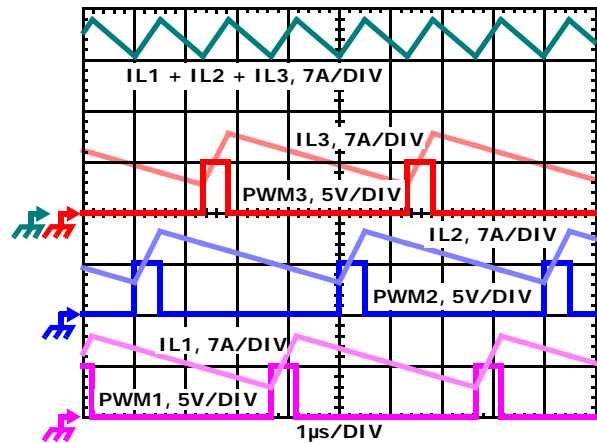 IL1 + IL2 + IL3, 7A/DIV
IL3, 7A/DIV
PWM3, 5V/DIV
IL2, 7A/DIV
PWM2, 5V/DIV
IL1, 7A/DIV
PWM1, 5V/DIV
1µs/DIV